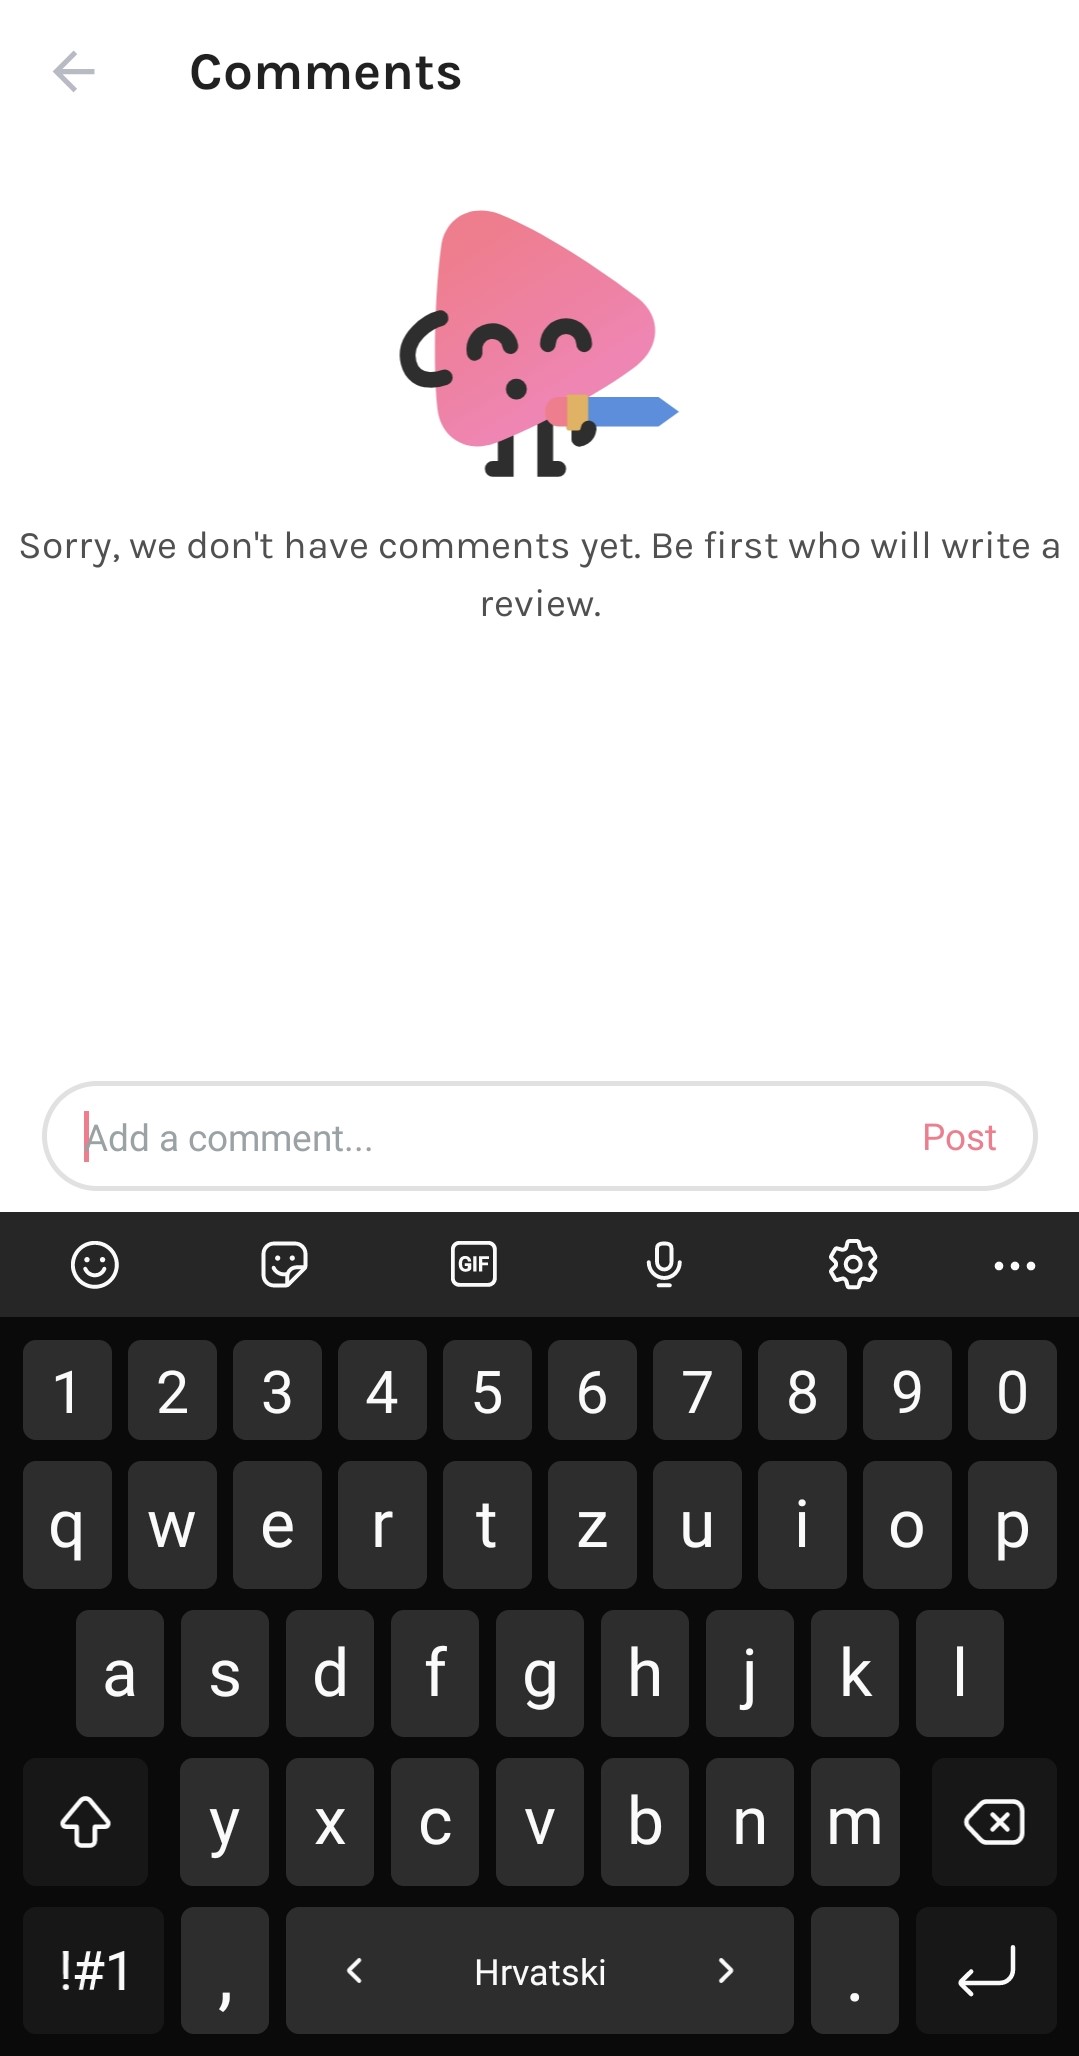 Comments
Sorry, we don't have comments yet. Be first who will write a
review.
Add a comment...
Post
GIF
1 2 3 4 5 6 7 8 9 0
q w e r t z u i o p
a s d f g h j k l
y x c v b n m
!#1 , < Hrvatski > .